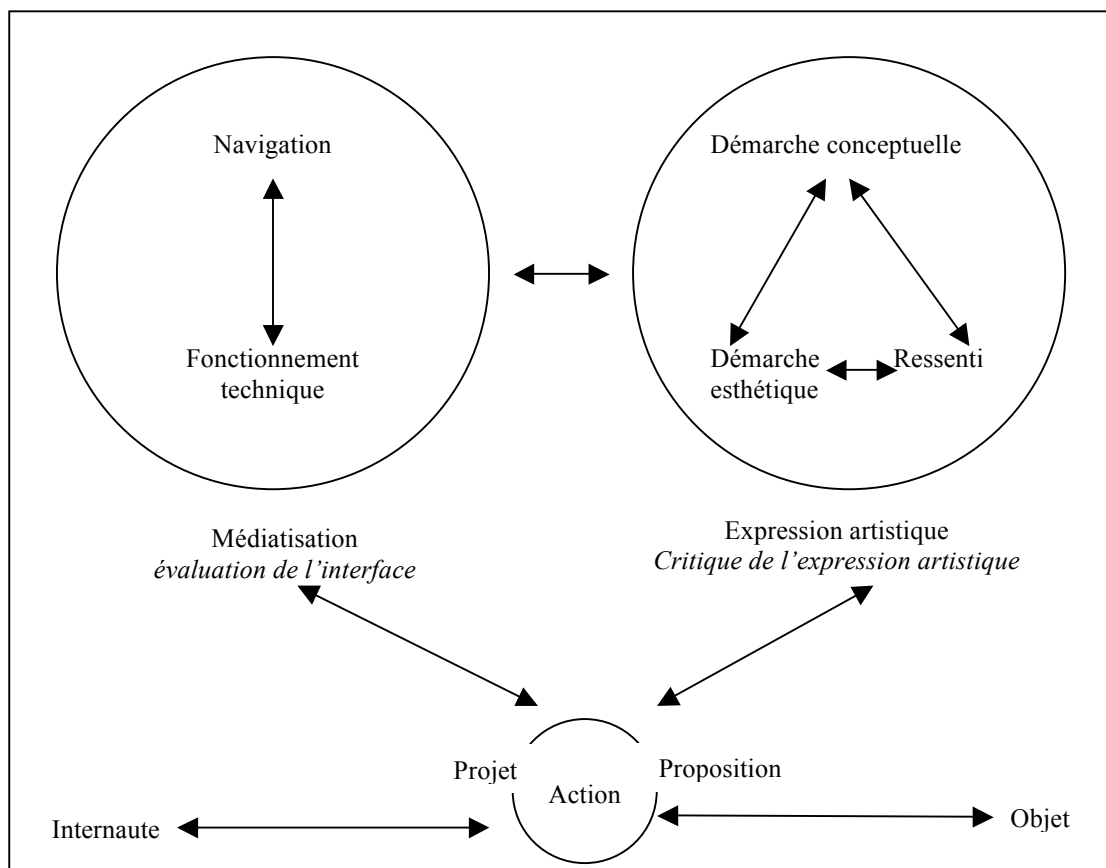 Navigation
Démarche conceptuelle
Fonctionnement
technique
Démarche
esthétique
Ressenti
Médiatisation
évaluation de l’interface
Expression artistique
Critique de l’expression artistique
Projet
Proposition
Action
Internaute
Objet